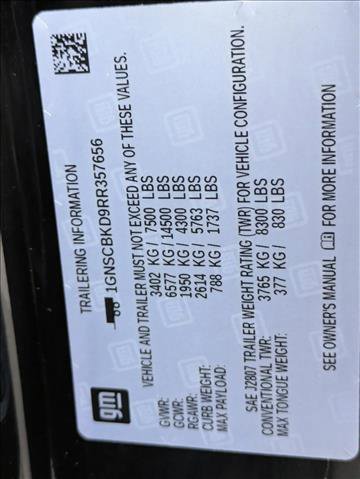 gm
TRAILERING INFORMATION
1GNSCBKD9RR357656
VEHICLE AND TRAILER MUST NOT EXCEED ANY OF THESE VALUES.
GVWR: 3402 KG / 7500 LBS
GCWR: 6577 KG / 14500 LBS
RGAWR: 1950 KG / 4300 LBS
CURB WEIGHT: 2614 KG / 5763 LBS
MAX PAYLOAD: 788 KG / 1737 LBS
SAE J2807 TRAILER WEIGHT RATING (TWR) FOR VEHICLE CONFIGURATION.
CONVENTIONAL TWR: 3765 KG / 8300 LBS
MAX TONGUE WEIGHT: 377 KG / 830 LBS
SEE OWNER'S MANUAL FOR MORE INFORMATION